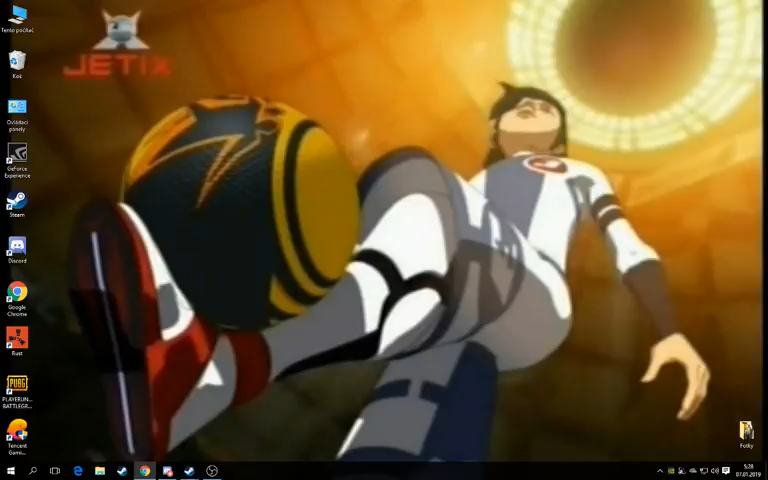 JETIX
Tento počítač
Koš
Ovládací panely
GeForce Experience
Steam
Discord
Google Chrome
Rust
PLAYERUN... BATTLEGR...
Tencent Gami...
Fotky
5:28
07.01.2019